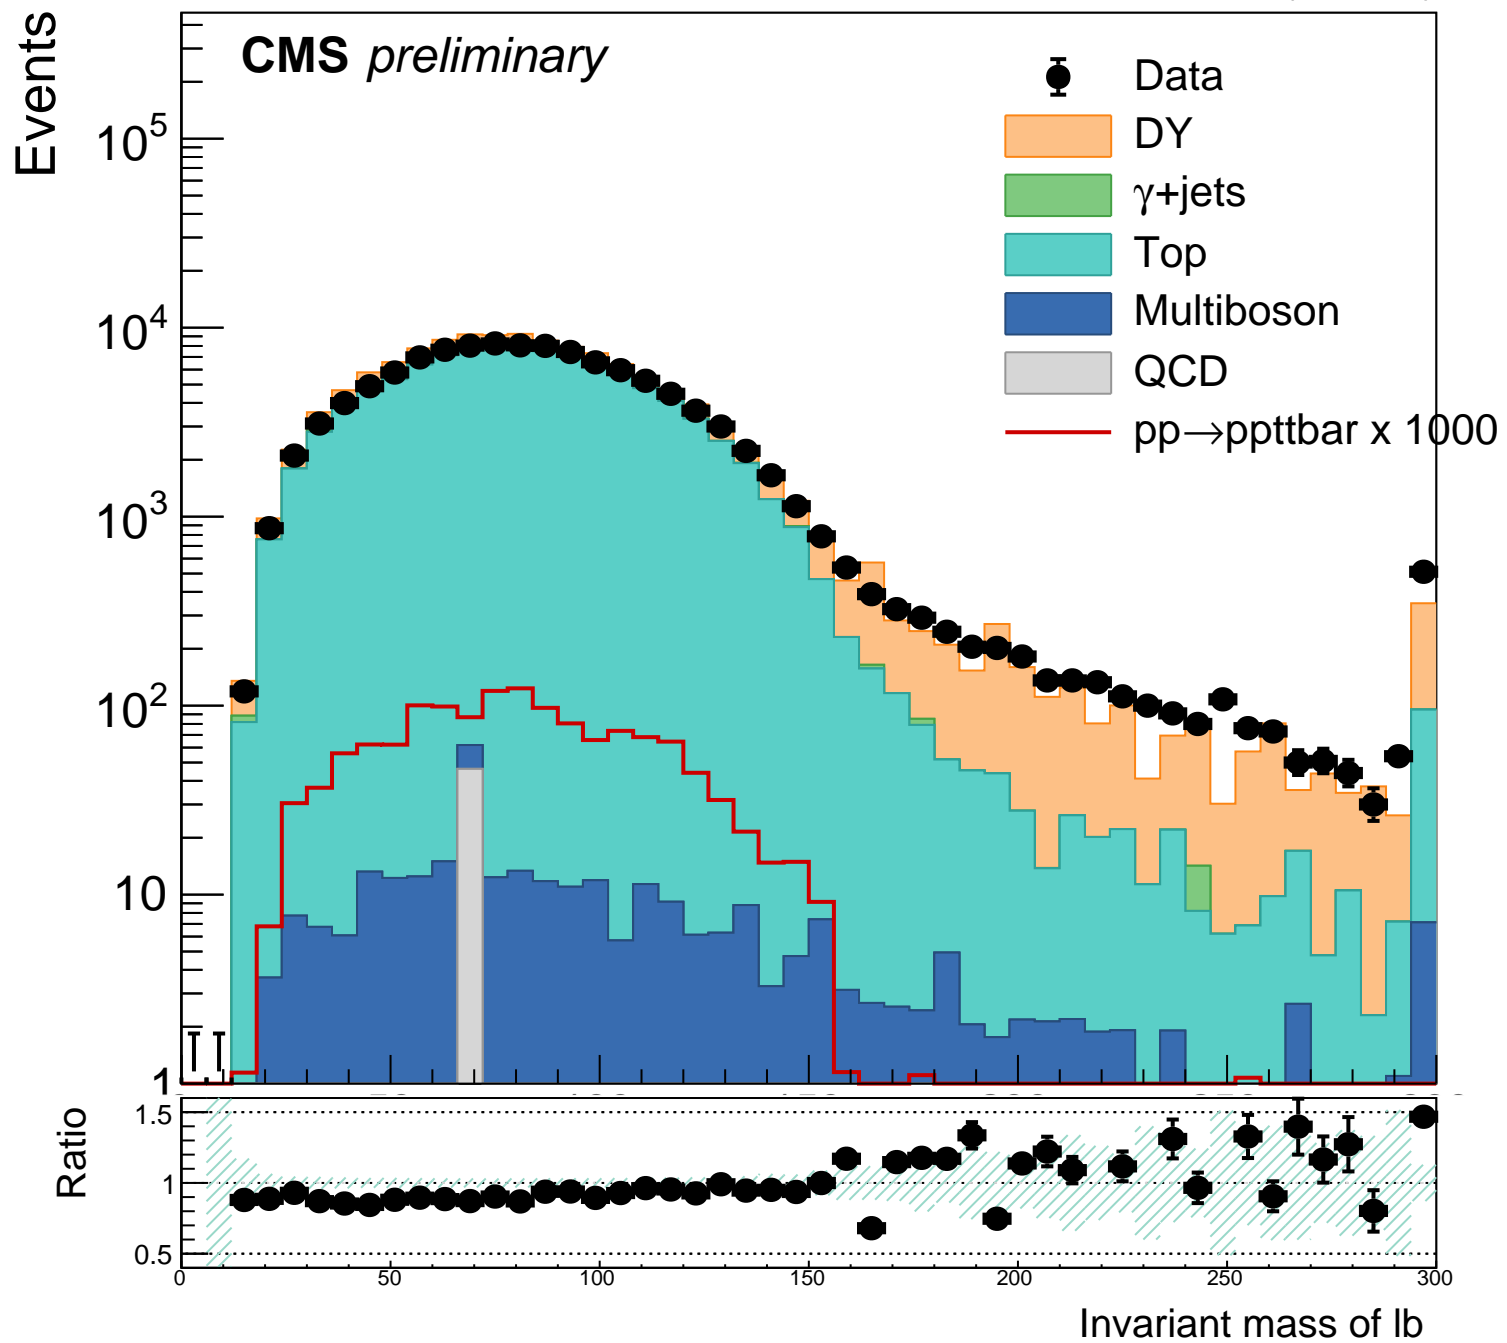 CMS preliminary
Events
10^5
10^4
10^3
10^2
10
1
Data
DY
γ+jets
Top
Multiboson
QCD
pp→ppttbar x 1000
Ratio
1.5
1
0.5
0 50 100 150 200 250 300
Invariant mass of lb